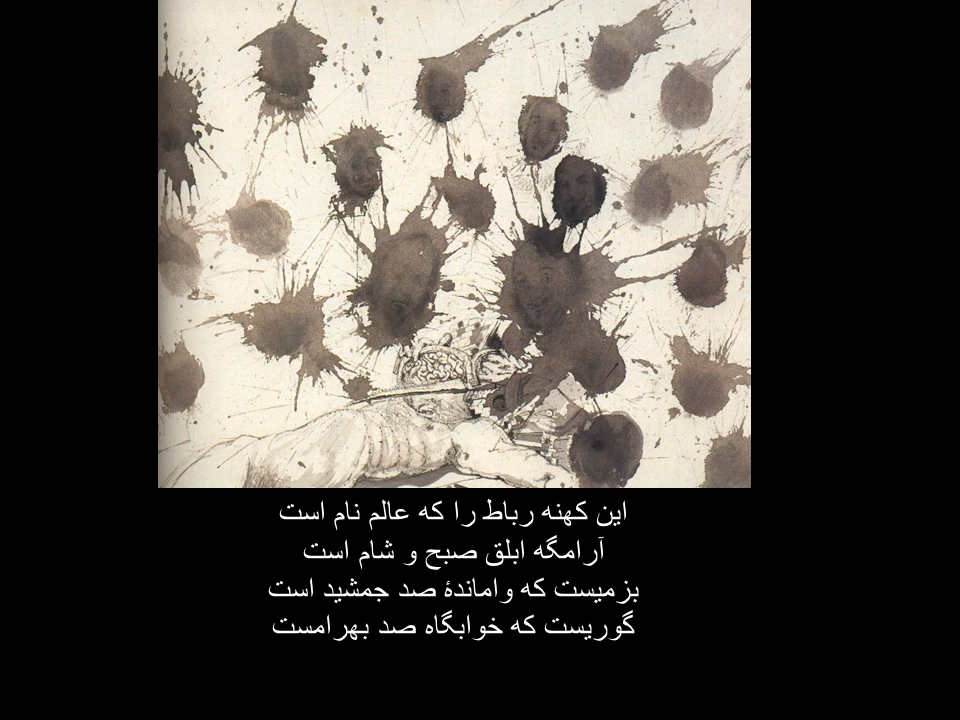 این کهنه رباط را که عالم نام است
آرامگه ابلق صبح و شام است
بزمیست که واماندهٔ صد جمشید است
گوریست که خوابگاه صد بهرامست